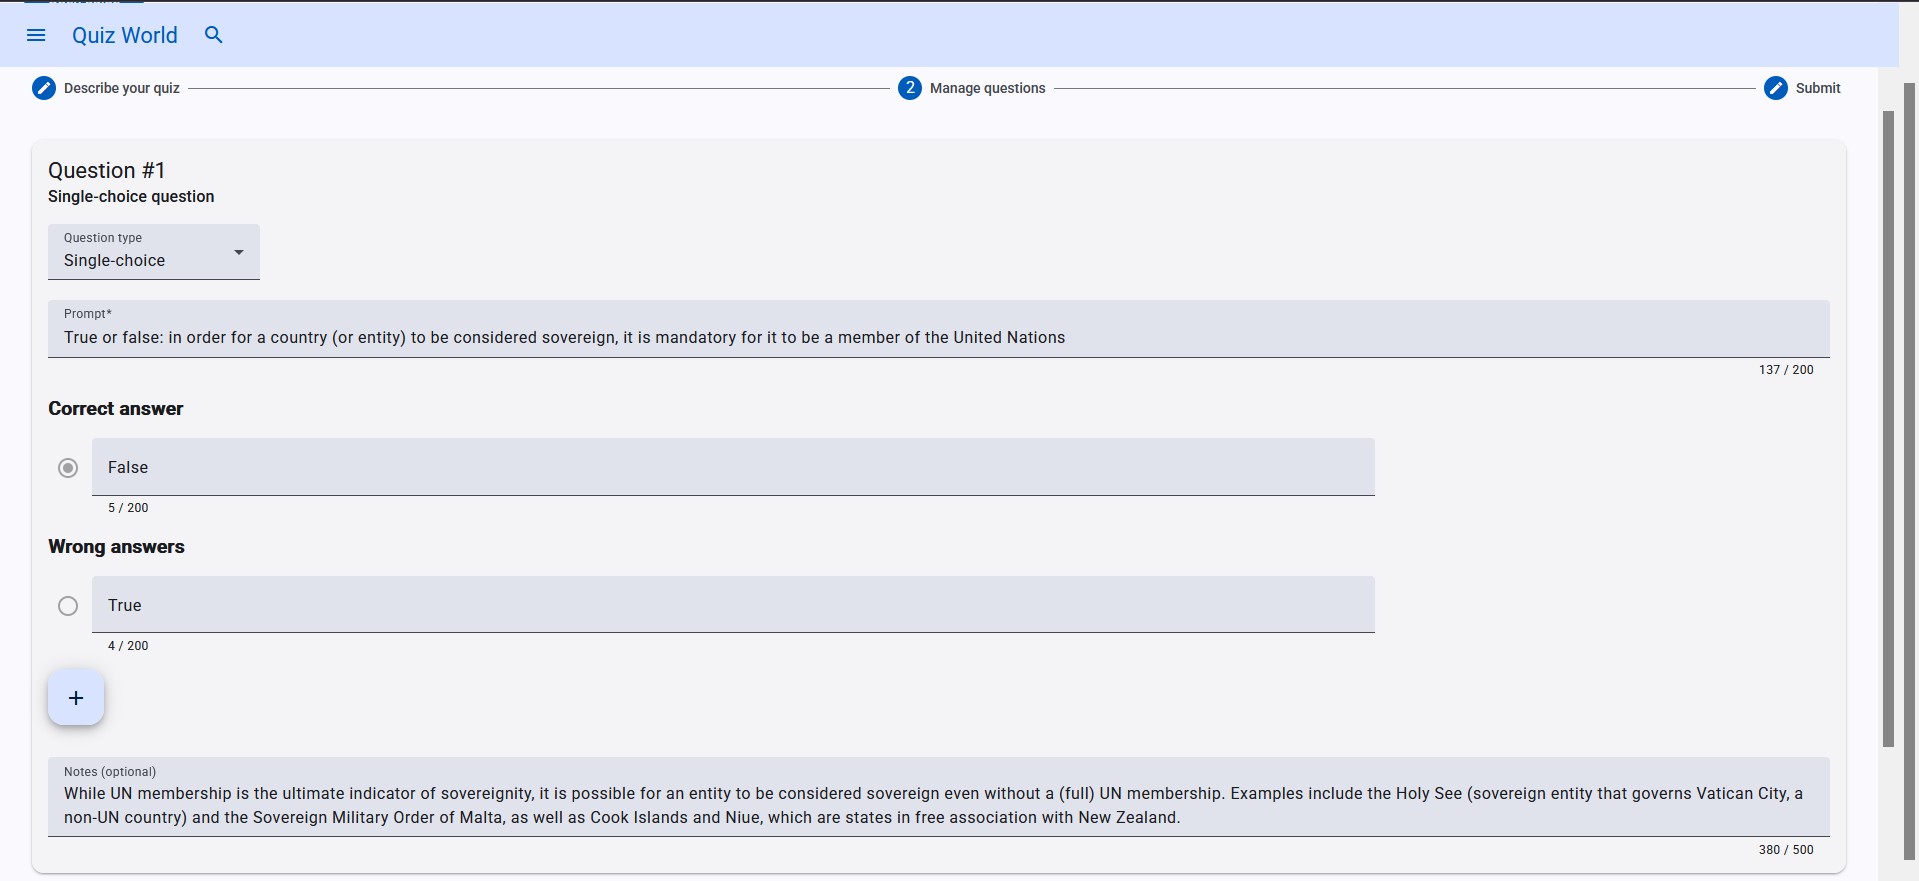 Quiz World
Describe your quiz
2 Manage questions
Submit
Question #1
Single-choice question
Question type
Single-choice
Prompt*
True or false: in order for a country (or entity) to be considered sovereign, it is mandatory for it to be a member of the United Nations
137 / 200
Correct answer
False
5 / 200
Wrong answers
True
4 / 200
+
Notes (optional)
While UN membership is the ultimate indicator of sovereignity, it is possible for an entity to be considered sovereign even without a (full) UN membership. Examples include the Holy See (sovereign entity that governs Vatican City, a
non-UN country) and the Sovereign Military Order of Malta, as well as Cook Islands and Niue, which are states in free association with New Zealand.
380 / 500